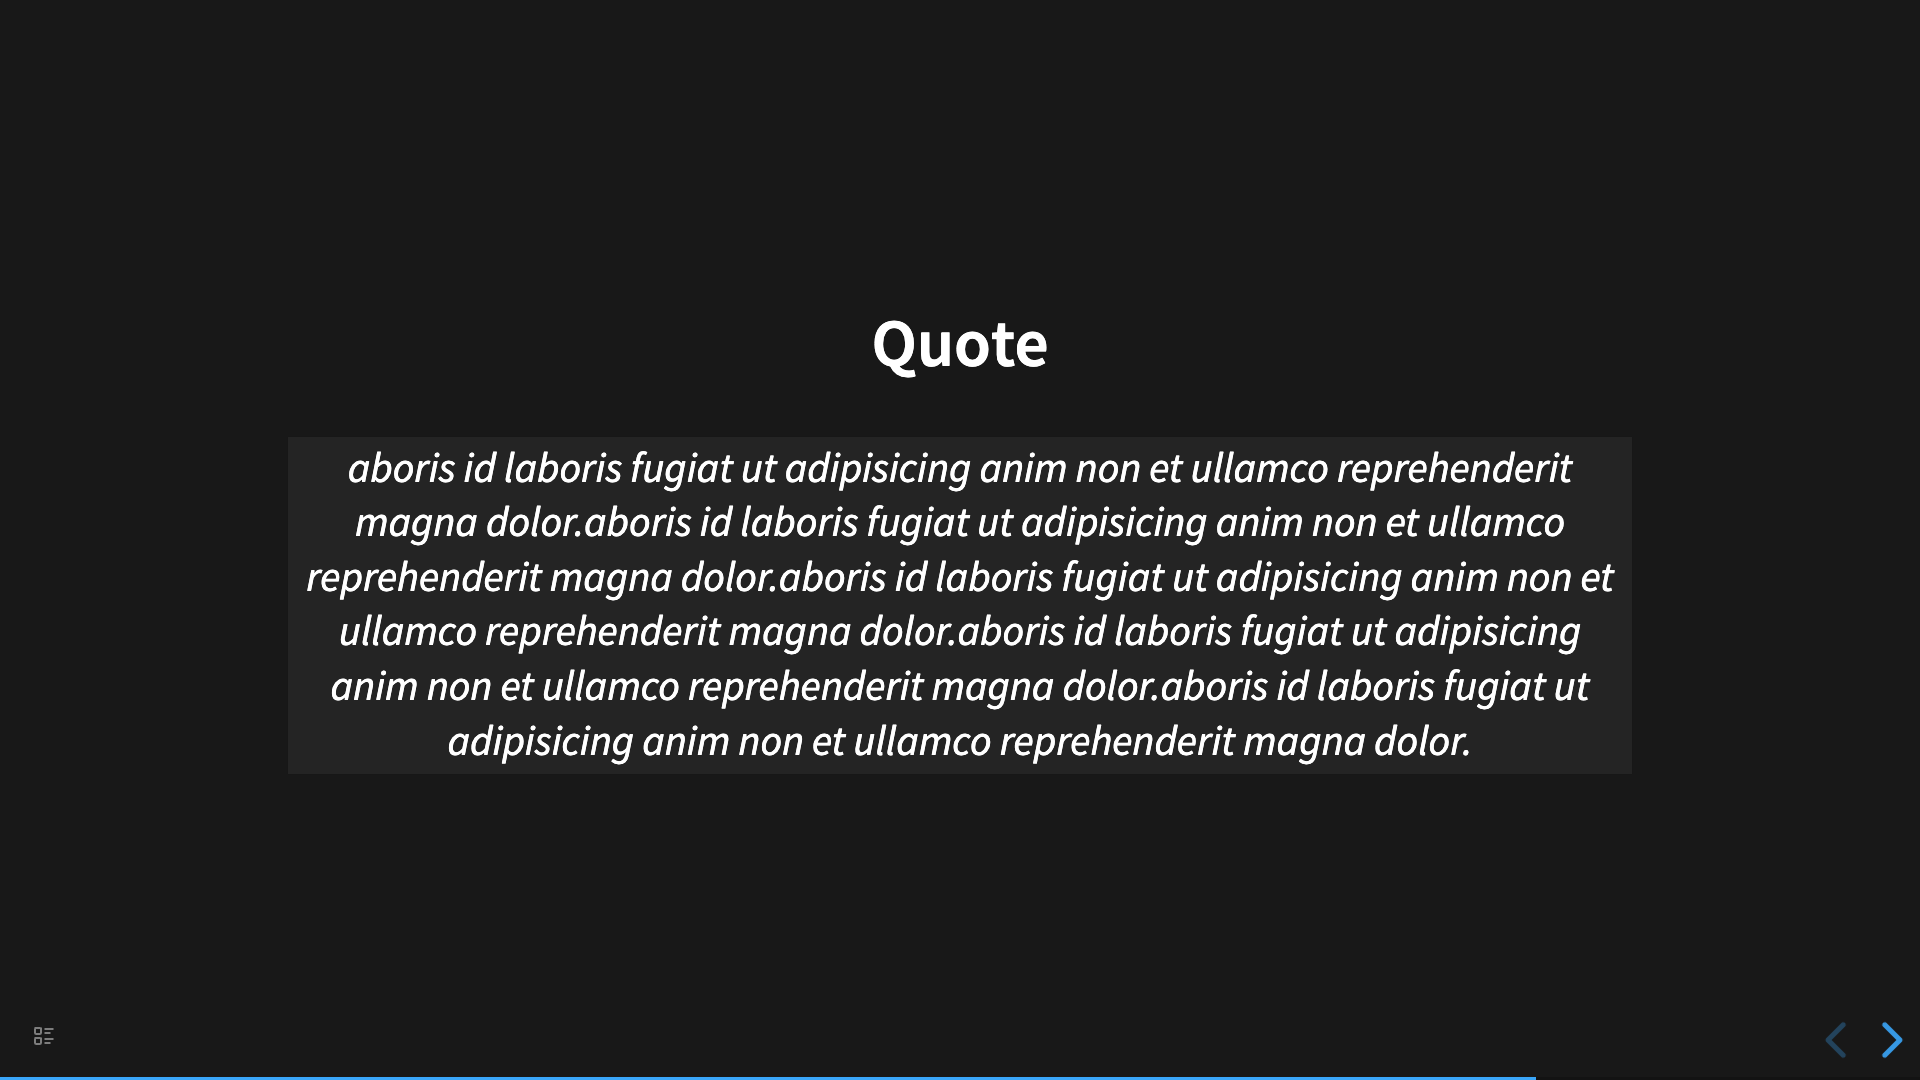 Quote
aboris id laboris fugiat ut adipisicing anim non et ullamco reprehenderit
magna dolor.aboris id laboris fugiat ut adipisicing anim non et ullamco
reprehenderit magna dolor.aboris id laboris fugiat ut adipisicing anim non et
ullamco reprehenderit magna dolor.aboris id laboris fugiat ut adipisicing
anim non et ullamco reprehenderit magna dolor.aboris id laboris fugiat ut
adipisicing anim non et ullamco reprehenderit magna dolor.